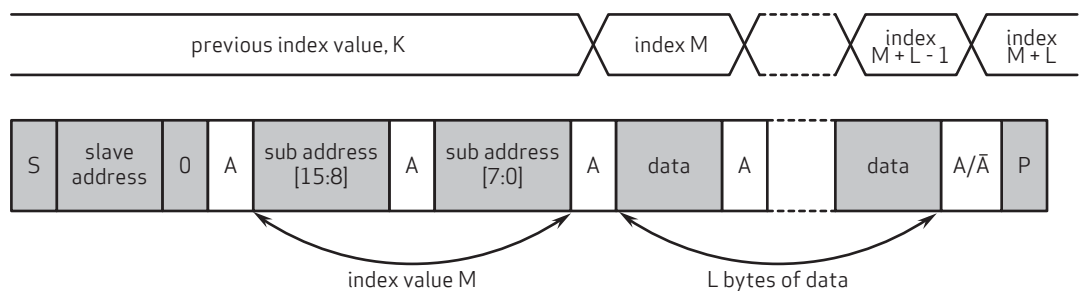 previous index value, K
index M
index
M + L - 1
index
M + L
S
slave
address
0
A
sub address
[15:8]
A
sub address
[7:0]
A
data
A
data
A/Ā
P
index value M
L bytes of data